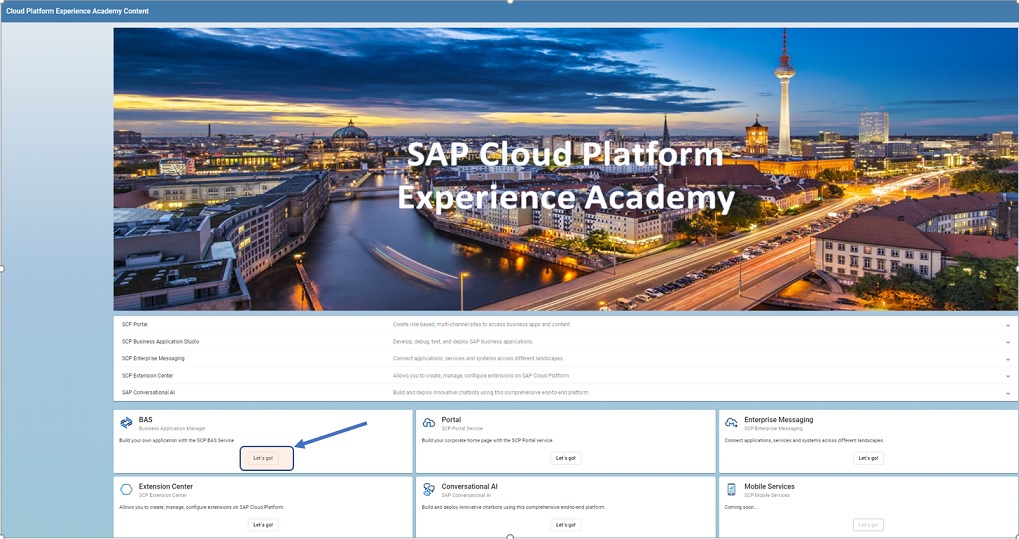 Cloud Platform Experience Academy Content
SAP Cloud Platform
Experience Academy
SCP Portal
Create role based, multi-channel sites to access business apps and content.
SCP Business Application Studio
Develop, debug, test, and deploy SAP business applications.
SCP Enterprise Messaging
Connect applications, services and systems across different landscapes.
SCP Extension Center
Allows you to create, manage, configure extensions on SAP Cloud Platform.
SAP Conversational AI
Build and deploy innovative chatbots using this comprehensive end-to-end platform.
BAS
Business Application Manager
Build your own application with the SCP BAS Service
Let´s go!
Portal
SCP Portal Service
Build your corporate home page with the SCP Portal service
Let´s go!
Enterprise Messaging
SCP Enterprise Messaging
Connect applications, services and systems across different landscapes.
Let´s go!
Extension Center
SCP Extension Center
Allows you to create, manage, configure extensions on SAP Cloud Platform.
Let´s go!
Conversational AI
SAP Conversational AI
Build and deploy innovative chatbots using this comprehensive end-to-end platform.
Let´s go!
Mobile Services
SCP Mobile Services
Coming soon...
Let´s go!